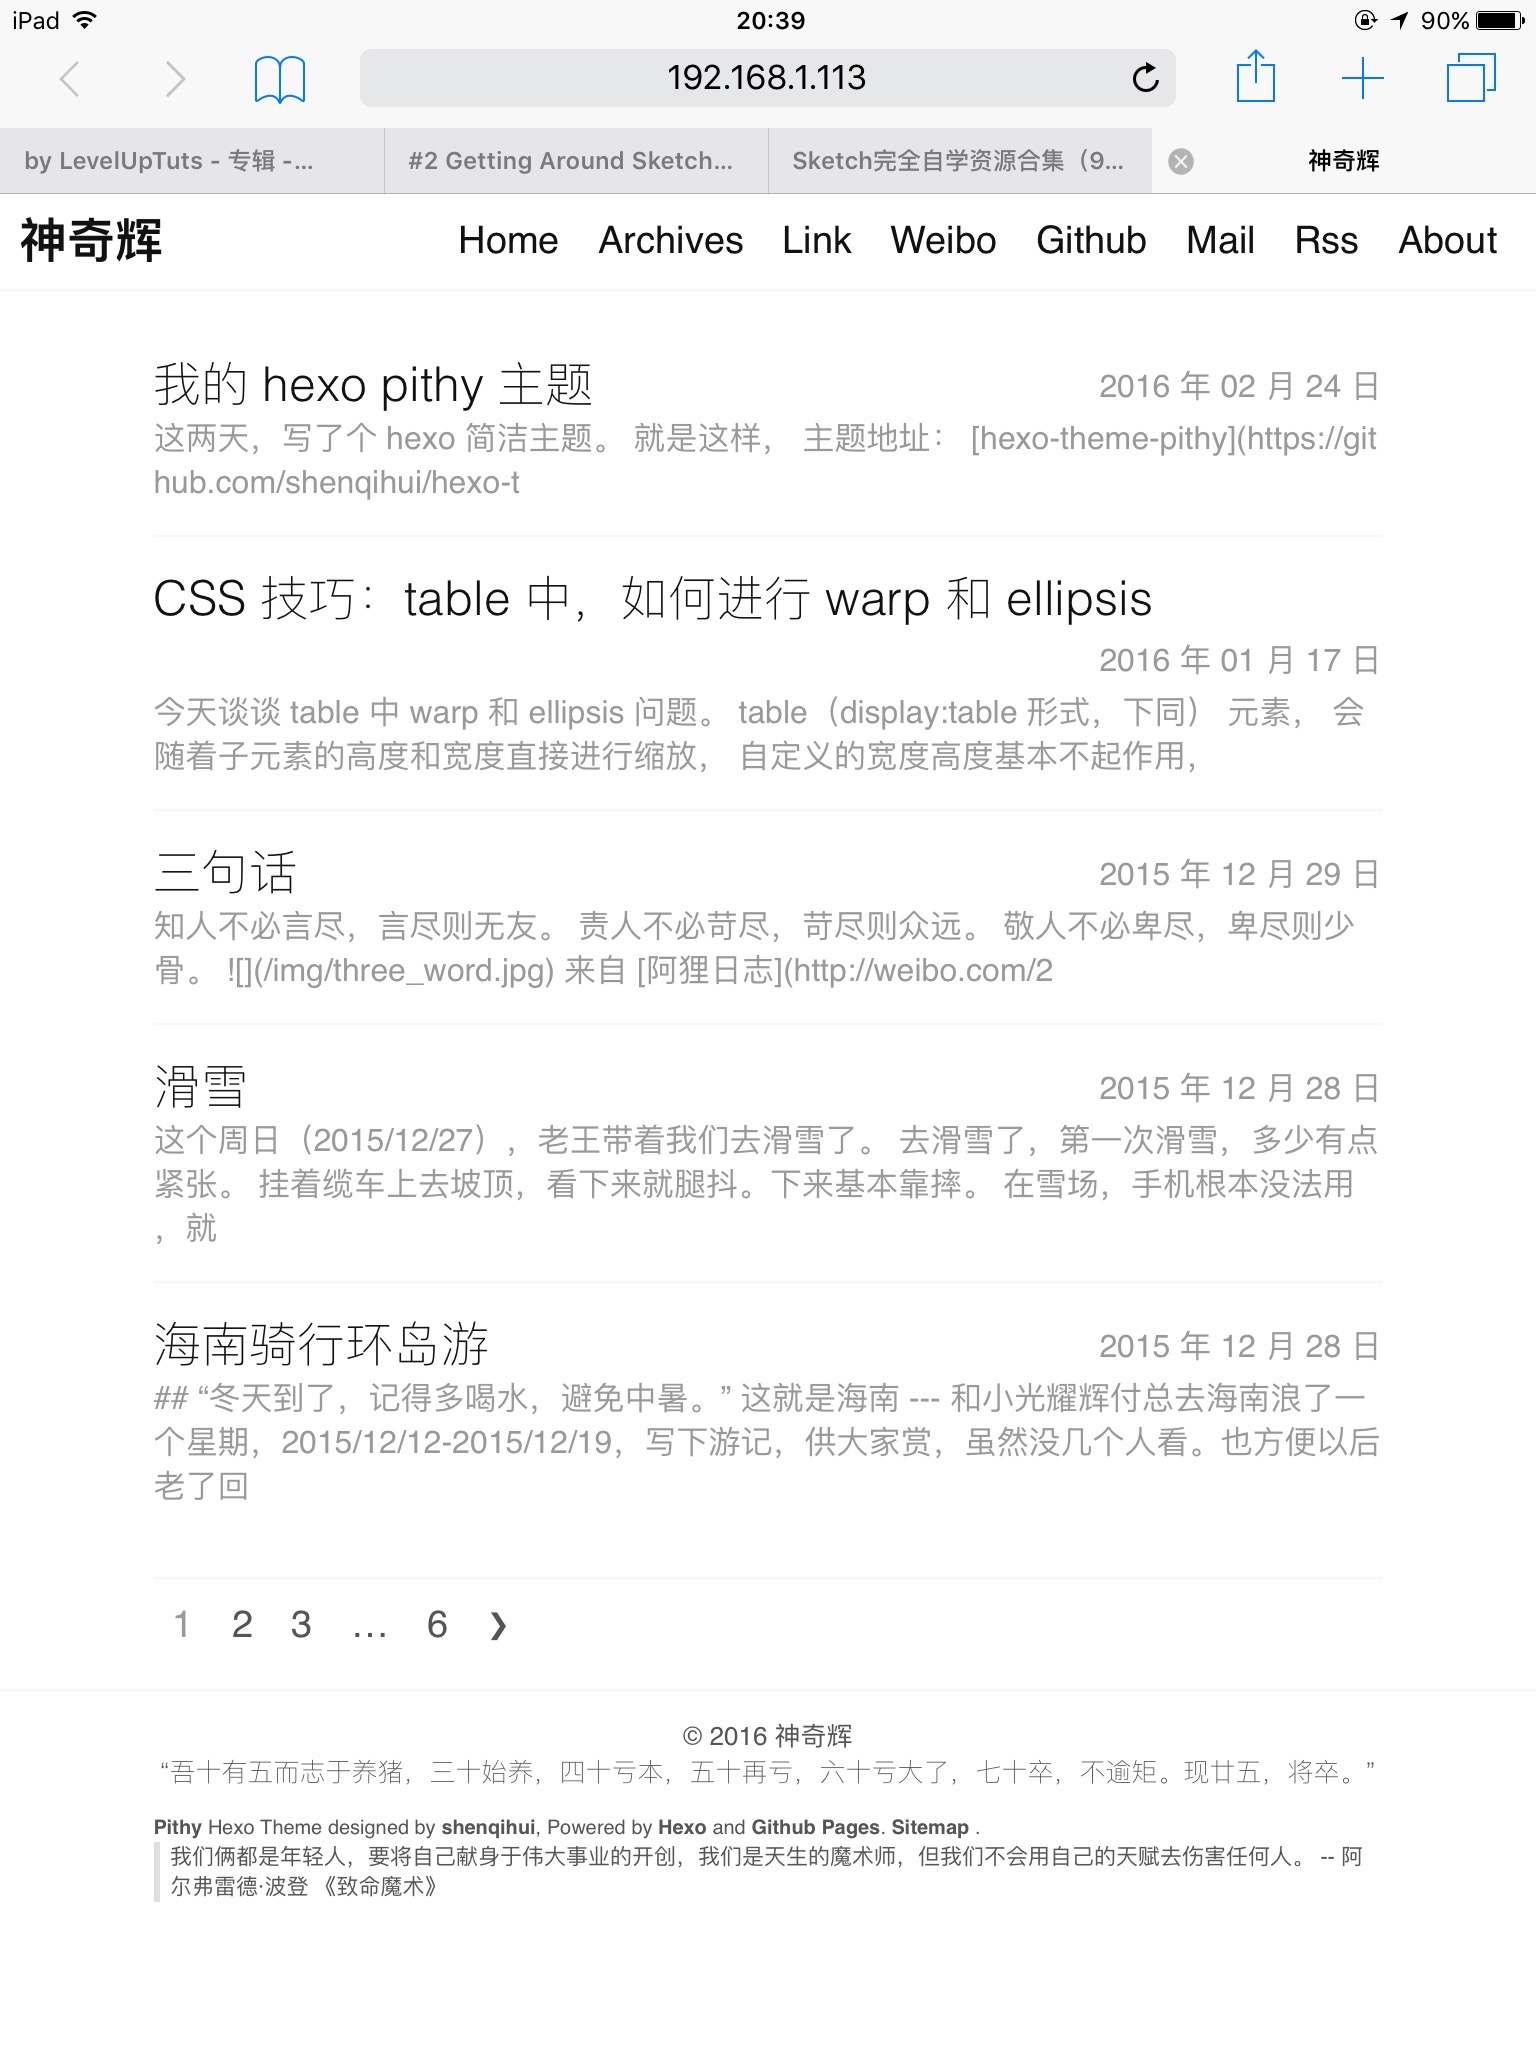 iPad 20:39 90%
192.168.1.113
by LevelUpTuts - 专辑 -... #2 Getting Around Sketch... Sketch完全自学资源合集（9... 神奇辉
神奇辉 Home Archives Link Weibo Github Mail Rss About
我的 hexo pithy 主题 2016 年 02 月 24 日
这两天，写了个 hexo 简洁主题。 就是这样， 主题地址： [hexo-theme-pithy](https://git
hub.com/shenqihui/hexo-t
CSS 技巧：table 中，如何进行 warp 和 ellipsis
2016 年 01 月 17 日
今天谈谈 table 中 warp 和 ellipsis 问题。 table（display:table 形式，下同） 元素， 会
随着子元素的高度和宽度直接进行缩放， 自定义的宽度高度基本不起作用，
三句话 2015 年 12 月 29 日
知人不必言尽，言尽则无友。 责人不必苛尽，苛尽则众远。 敬人不必卑尽，卑尽则少
骨。 ![](/img/three_word.jpg) 来自 [阿狸日志](http://weibo.com/2
滑雪 2015 年 12 月 28 日
这个周日（2015/12/27），老王带着我们去滑雪了。 去滑雪了，第一次滑雪，多少有点
紧张。 挂着缆车上去坡顶，看下来就腿抖。下来基本靠摔。 在雪场，手机根本没法用
，就
海南骑行环岛游 2015 年 12 月 28 日
## “冬天到了，记得多喝水，避免中暑。” 这就是海南 --- 和小光耀辉付总去海南浪了一
个星期，2015/12/12-2015/12/19，写下游记，供大家赏，虽然没几个人看。也方便以后
老了回
1 2 3 … 6 ❯
© 2016 神奇辉
“吾十有五而志于养猪，三十始养，四十亏本，五十再亏，六十亏大了，七十卒，不逾矩。现廿五，将卒。”
Pithy Hexo Theme designed by shenqihui, Powered by Hexo and Github Pages. Sitemap .
我们俩都是年轻人，要将自己献身于伟大事业的开创，我们是天生的魔术师，但我们不会用自己的天赋去伤害任何人。 -- 阿
尔弗雷德·波登 《致命魔术》